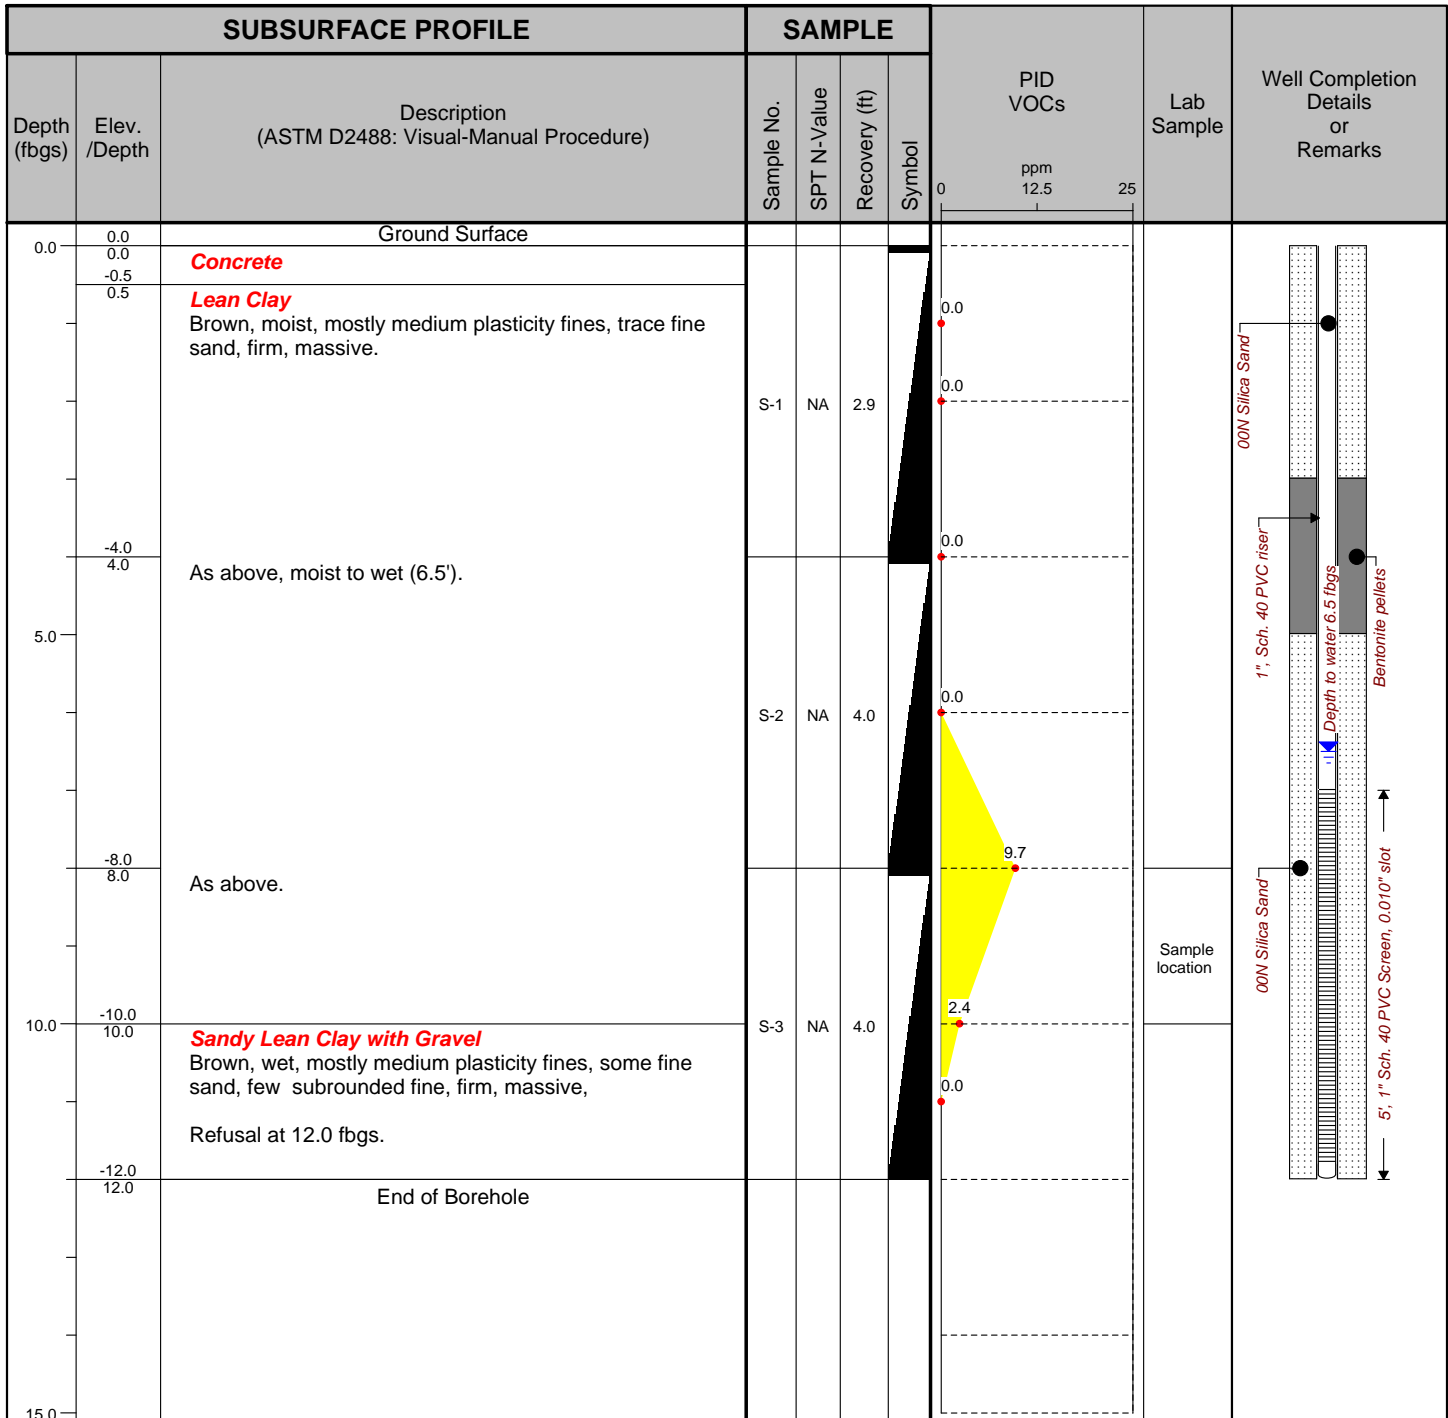 SUBSURFACE PROFILE
SAMPLE
Depth
(fbgs)
Elev.
/Depth
Description
(ASTM D2488: Visual-Manual Procedure)
Sample No.
SPT N-Value
Recovery (ft)
Symbol
PID
VOCs
ppm
0 12.5 25
Lab
Sample
Well Completion
Details
or
Remarks
0.0
0.0
Ground Surface
0.0
Concrete
-0.5
0.5
Lean Clay
Brown, moist, mostly medium plasticity fines, trace fine
sand, firm, massive.
0.0
0.0
S-1 NA 2.9
0.0
-4.0
4.0
As above, moist to wet (6.5').
5.0
0.0
S-2 NA 4.0
9.7
-8.0
8.0
As above.
Sample
location
2.4
10.0
-10.0
10.0
S-3 NA 4.0
Sandy Lean Clay with Gravel
Brown, wet, mostly medium plasticity fines, some fine
sand, few  subrounded fine, firm, massive,
0.0
Refusal at 12.0 fbgs.
-12.0
12.0
End of Borehole
15.0
00N Silica Sand
1", Sch. 40 PVC riser
Depth to water 6.5 fbgs
Bentonite pellets
00N Silica Sand
5', 1" Sch. 40 PVC Screen, 0.010" slot